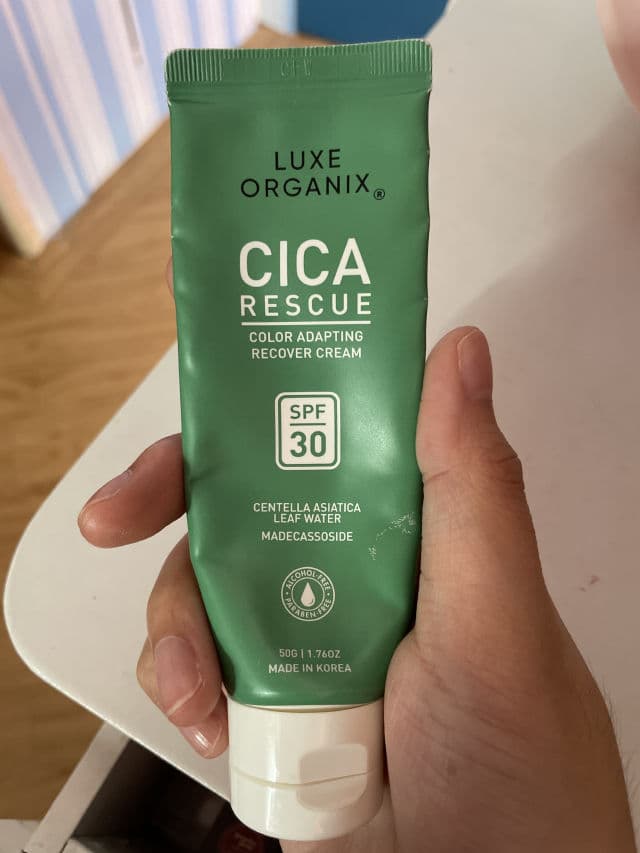 LUXE
ORGANIX®
CICA
RESCUE
COLOR ADAPTING
RECOVER CREAM
SPF
30
CENTELLA ASIATICA
LEAF WATER
MADECASSOSIDE
ALCOHOL-FREE
PARABEN-FREE
50G | 1.76OZ
MADE IN KOREA